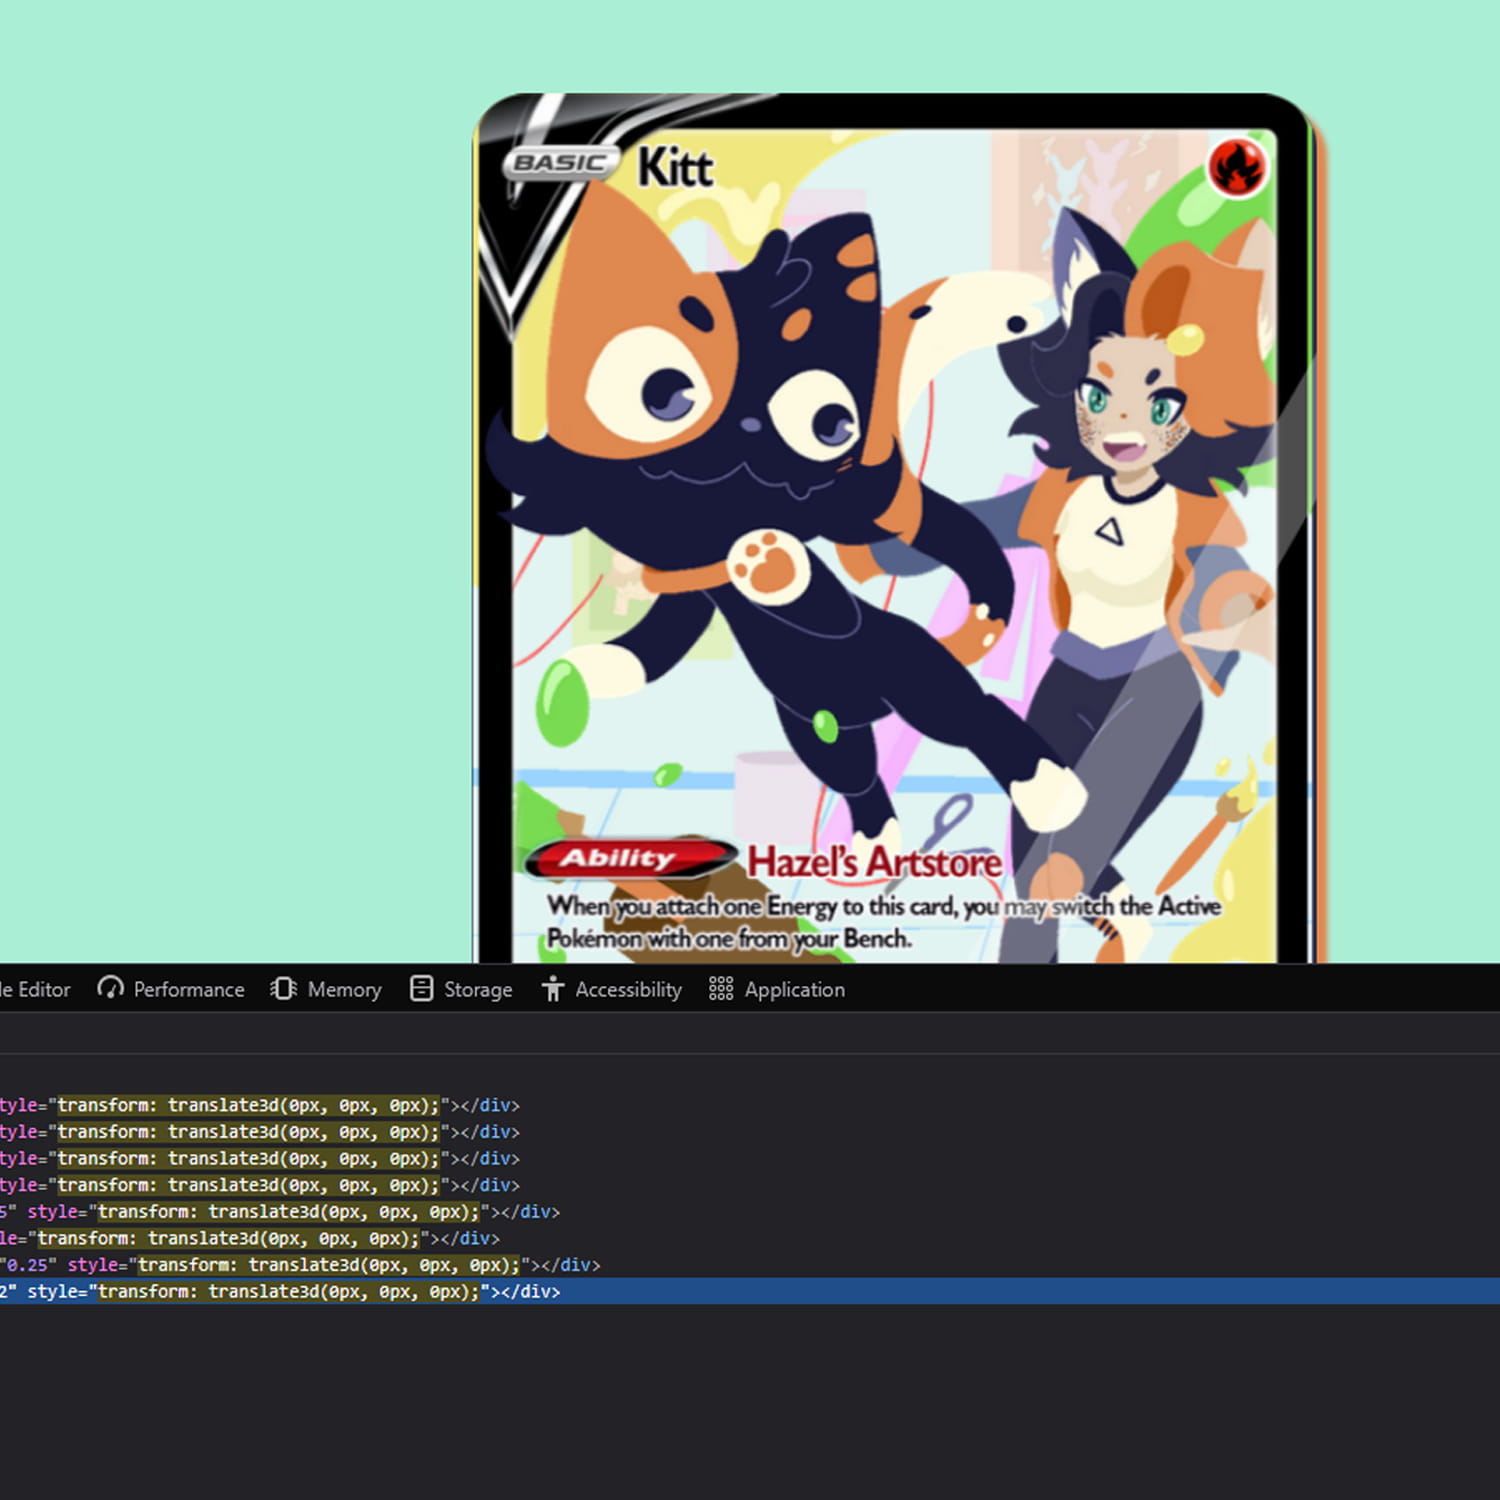 BASIC Kitt
Ability Hazel's Artstore
When you attach one Energy to this card, you may switch the Active
Pokémon with one from your Bench.
le Editor Performance Memory Storage Accessibility Application
tyle="transform: translate3d(0px, 0px, 0px);"></div>
tyle="transform: translate3d(0px, 0px, 0px);"></div>
tyle="transform: translate3d(0px, 0px, 0px);"></div>
tyle="transform: translate3d(0px, 0px, 0px);"></div>
5" style="transform: translate3d(0px, 0px, 0px);"></div>
le="transform: translate3d(0px, 0px, 0px);"></div>
"0.25" style="transform: translate3d(0px, 0px, 0px);"></div>
2" style="transform: translate3d(0px, 0px, 0px);"></div>